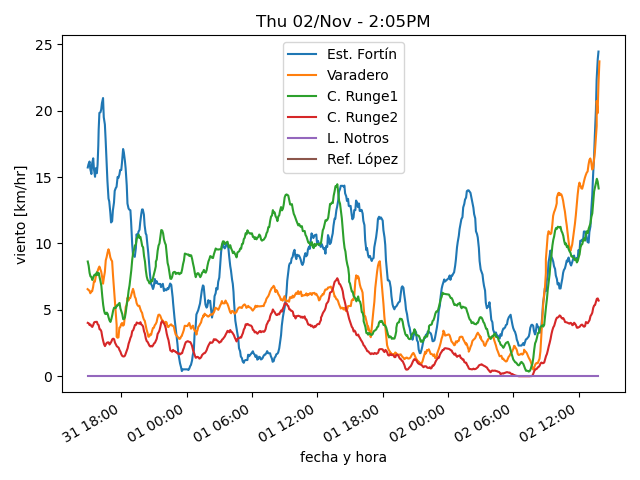 Thu 02/Nov - 2:05PM
viento [km/hr]
25
20
15
10
5
0
Est. Fortín
Varadero
C. Runge1
C. Runge2
L. Notros
Ref. López
31 18:00
01 00:00
01 06:00
01 12:00
01 18:00
02 00:00
02 06:00
02 12:00
fecha y hora